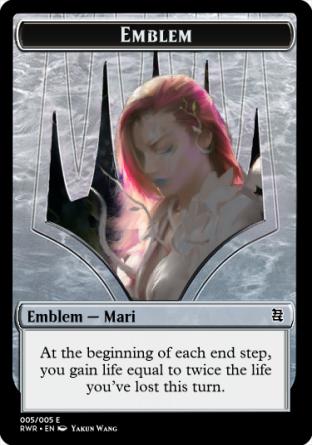 EMBLEM
Emblem — Mari
At the beginning of each end step,
you gain life equal to twice the life
you've lost this turn.
005/005 E
RWR • EN YAKUN WANG